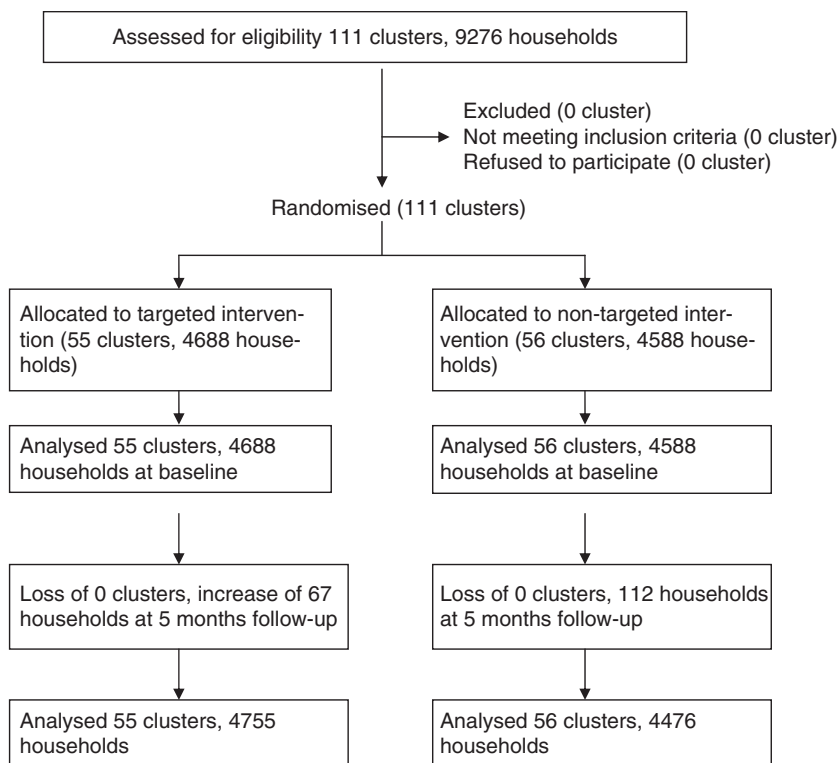 Assessed for eligibility 111 clusters, 9276 households
Excluded (0 cluster)
Not meeting inclusion criteria (0 cluster)
Refused to participate (0 cluster)
Randomised (111 clusters)
Allocated to targeted interven-
tion (55 clusters, 4688 house-
holds)
Allocated to non-targeted inter-
vention (56 clusters, 4588 house-
holds)
Analysed 55 clusters, 4688
households at baseline
Analysed 56 clusters, 4588
households at baseline
Loss of 0 clusters, increase of 67
households at 5 months follow-up
Loss of 0 clusters, 112 households
at 5 months follow-up
Analysed 55 clusters, 4755
households
Analysed 56 clusters, 4476
households